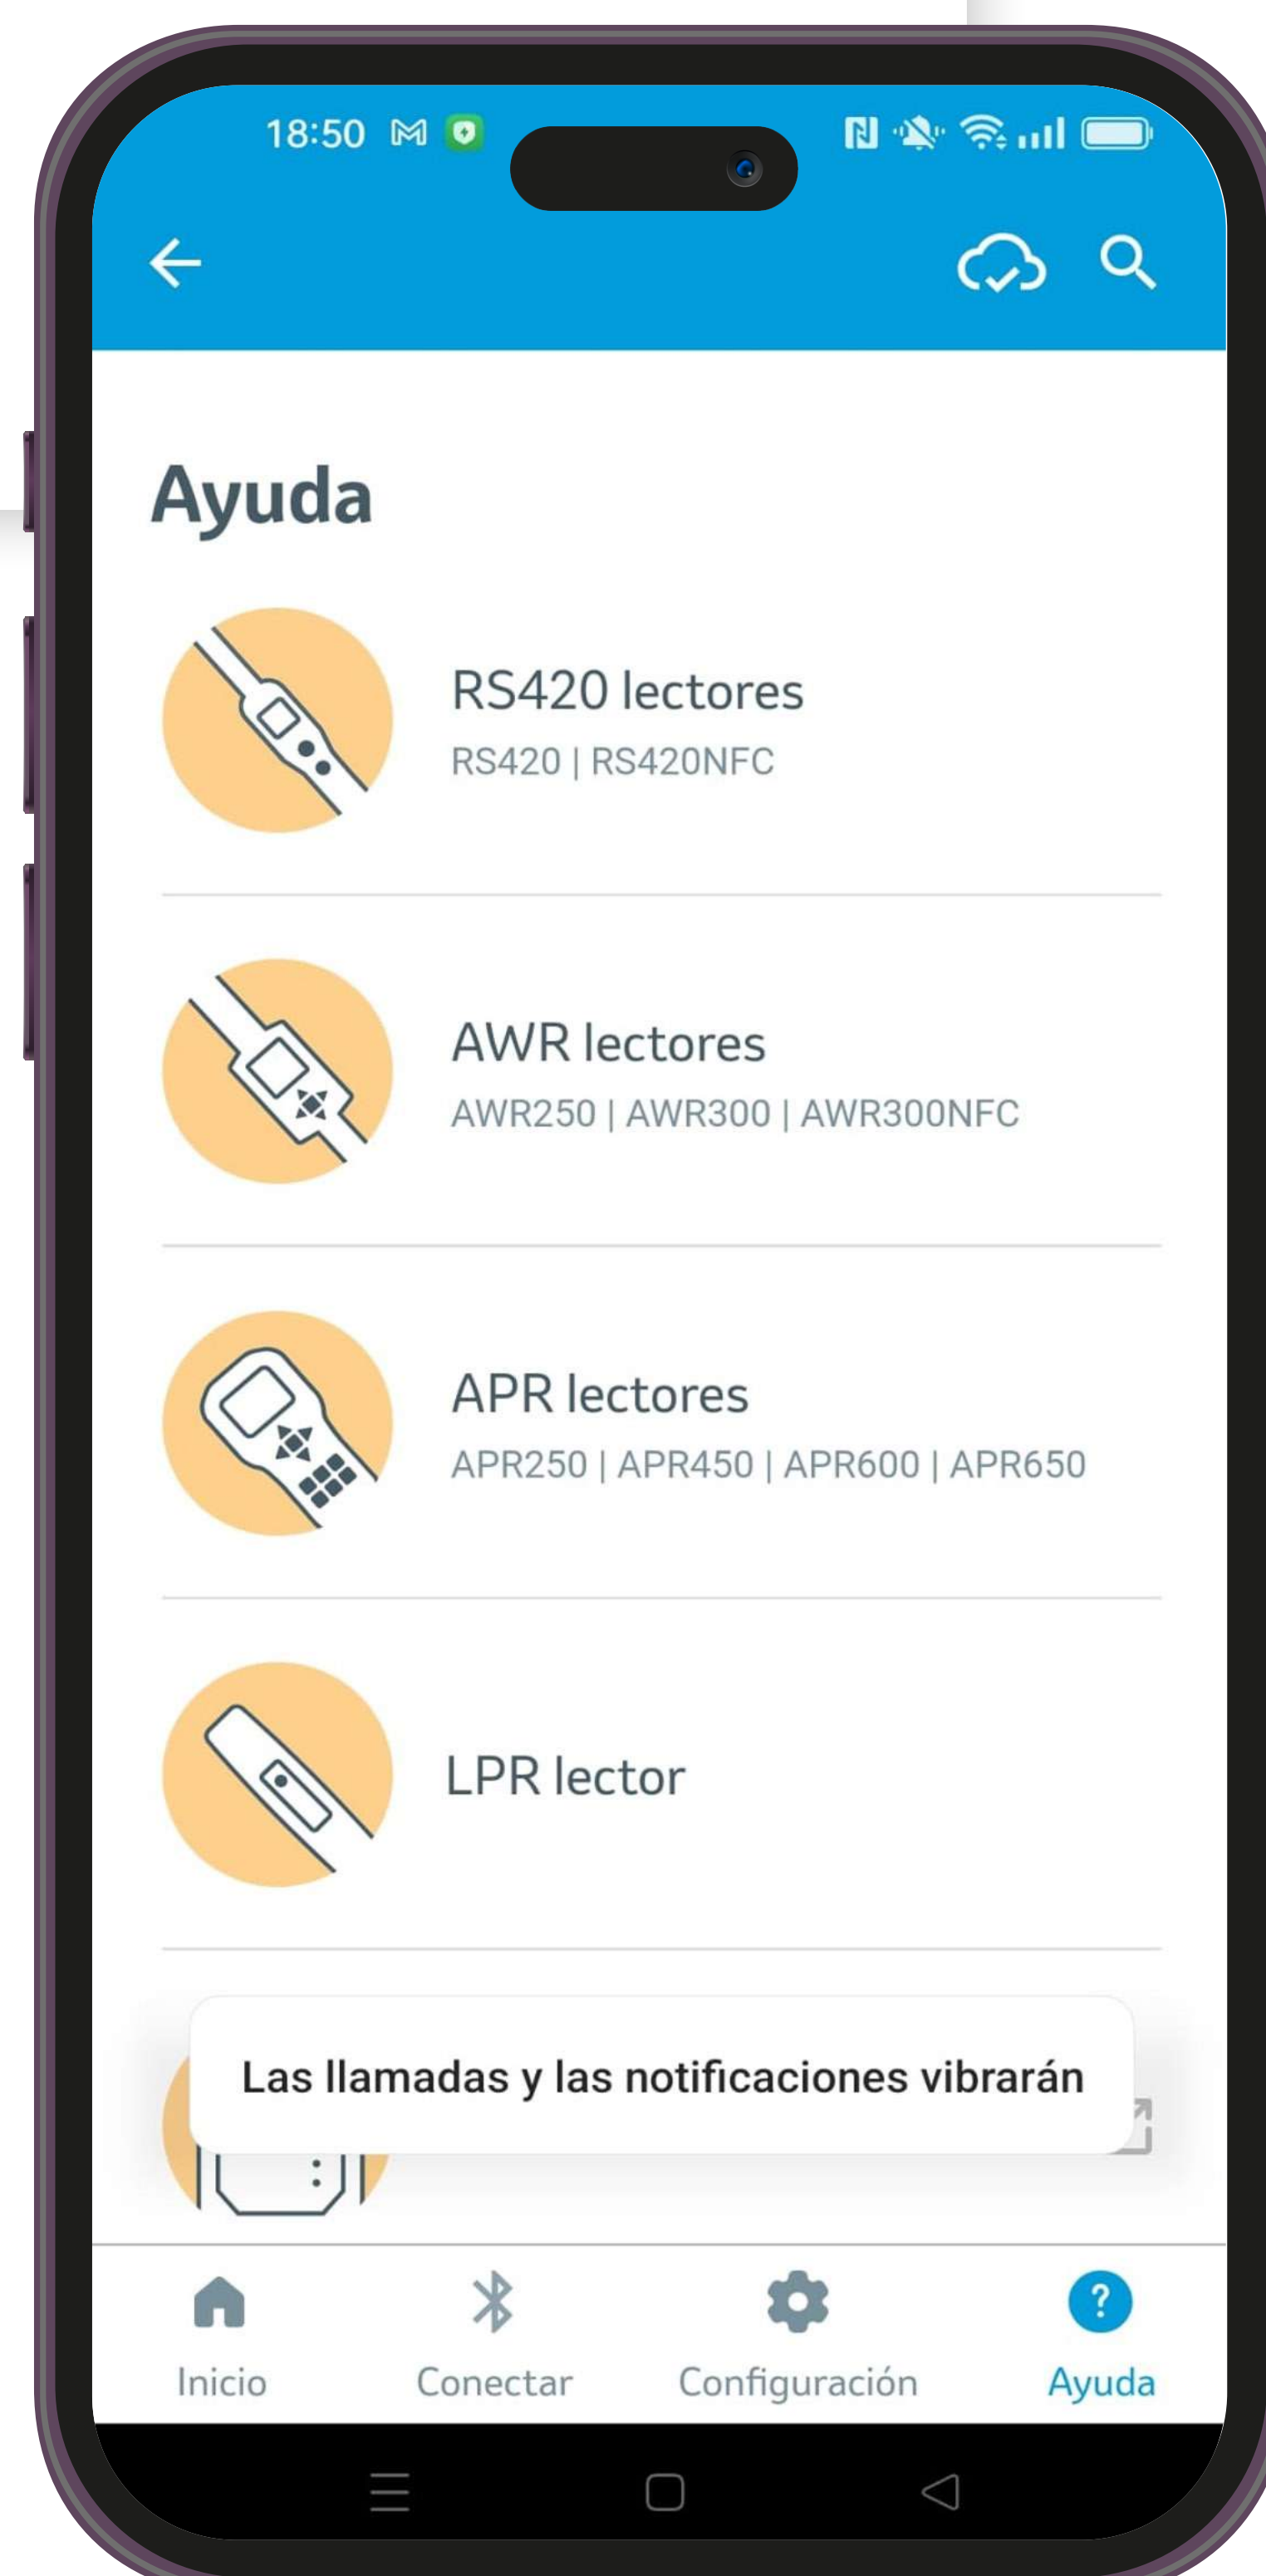 18:50
Ayuda
RS420 lectores
RS420 | RS420NFC
AWR lectores
AWR250 | AWR300 | AWR300NFC
APR lectores
APR250 | APR450 | APR600 | APR650
LPR lector
Las llamadas y las notificaciones vibrarán
Inicio
Conectar
Configuración
Ayuda